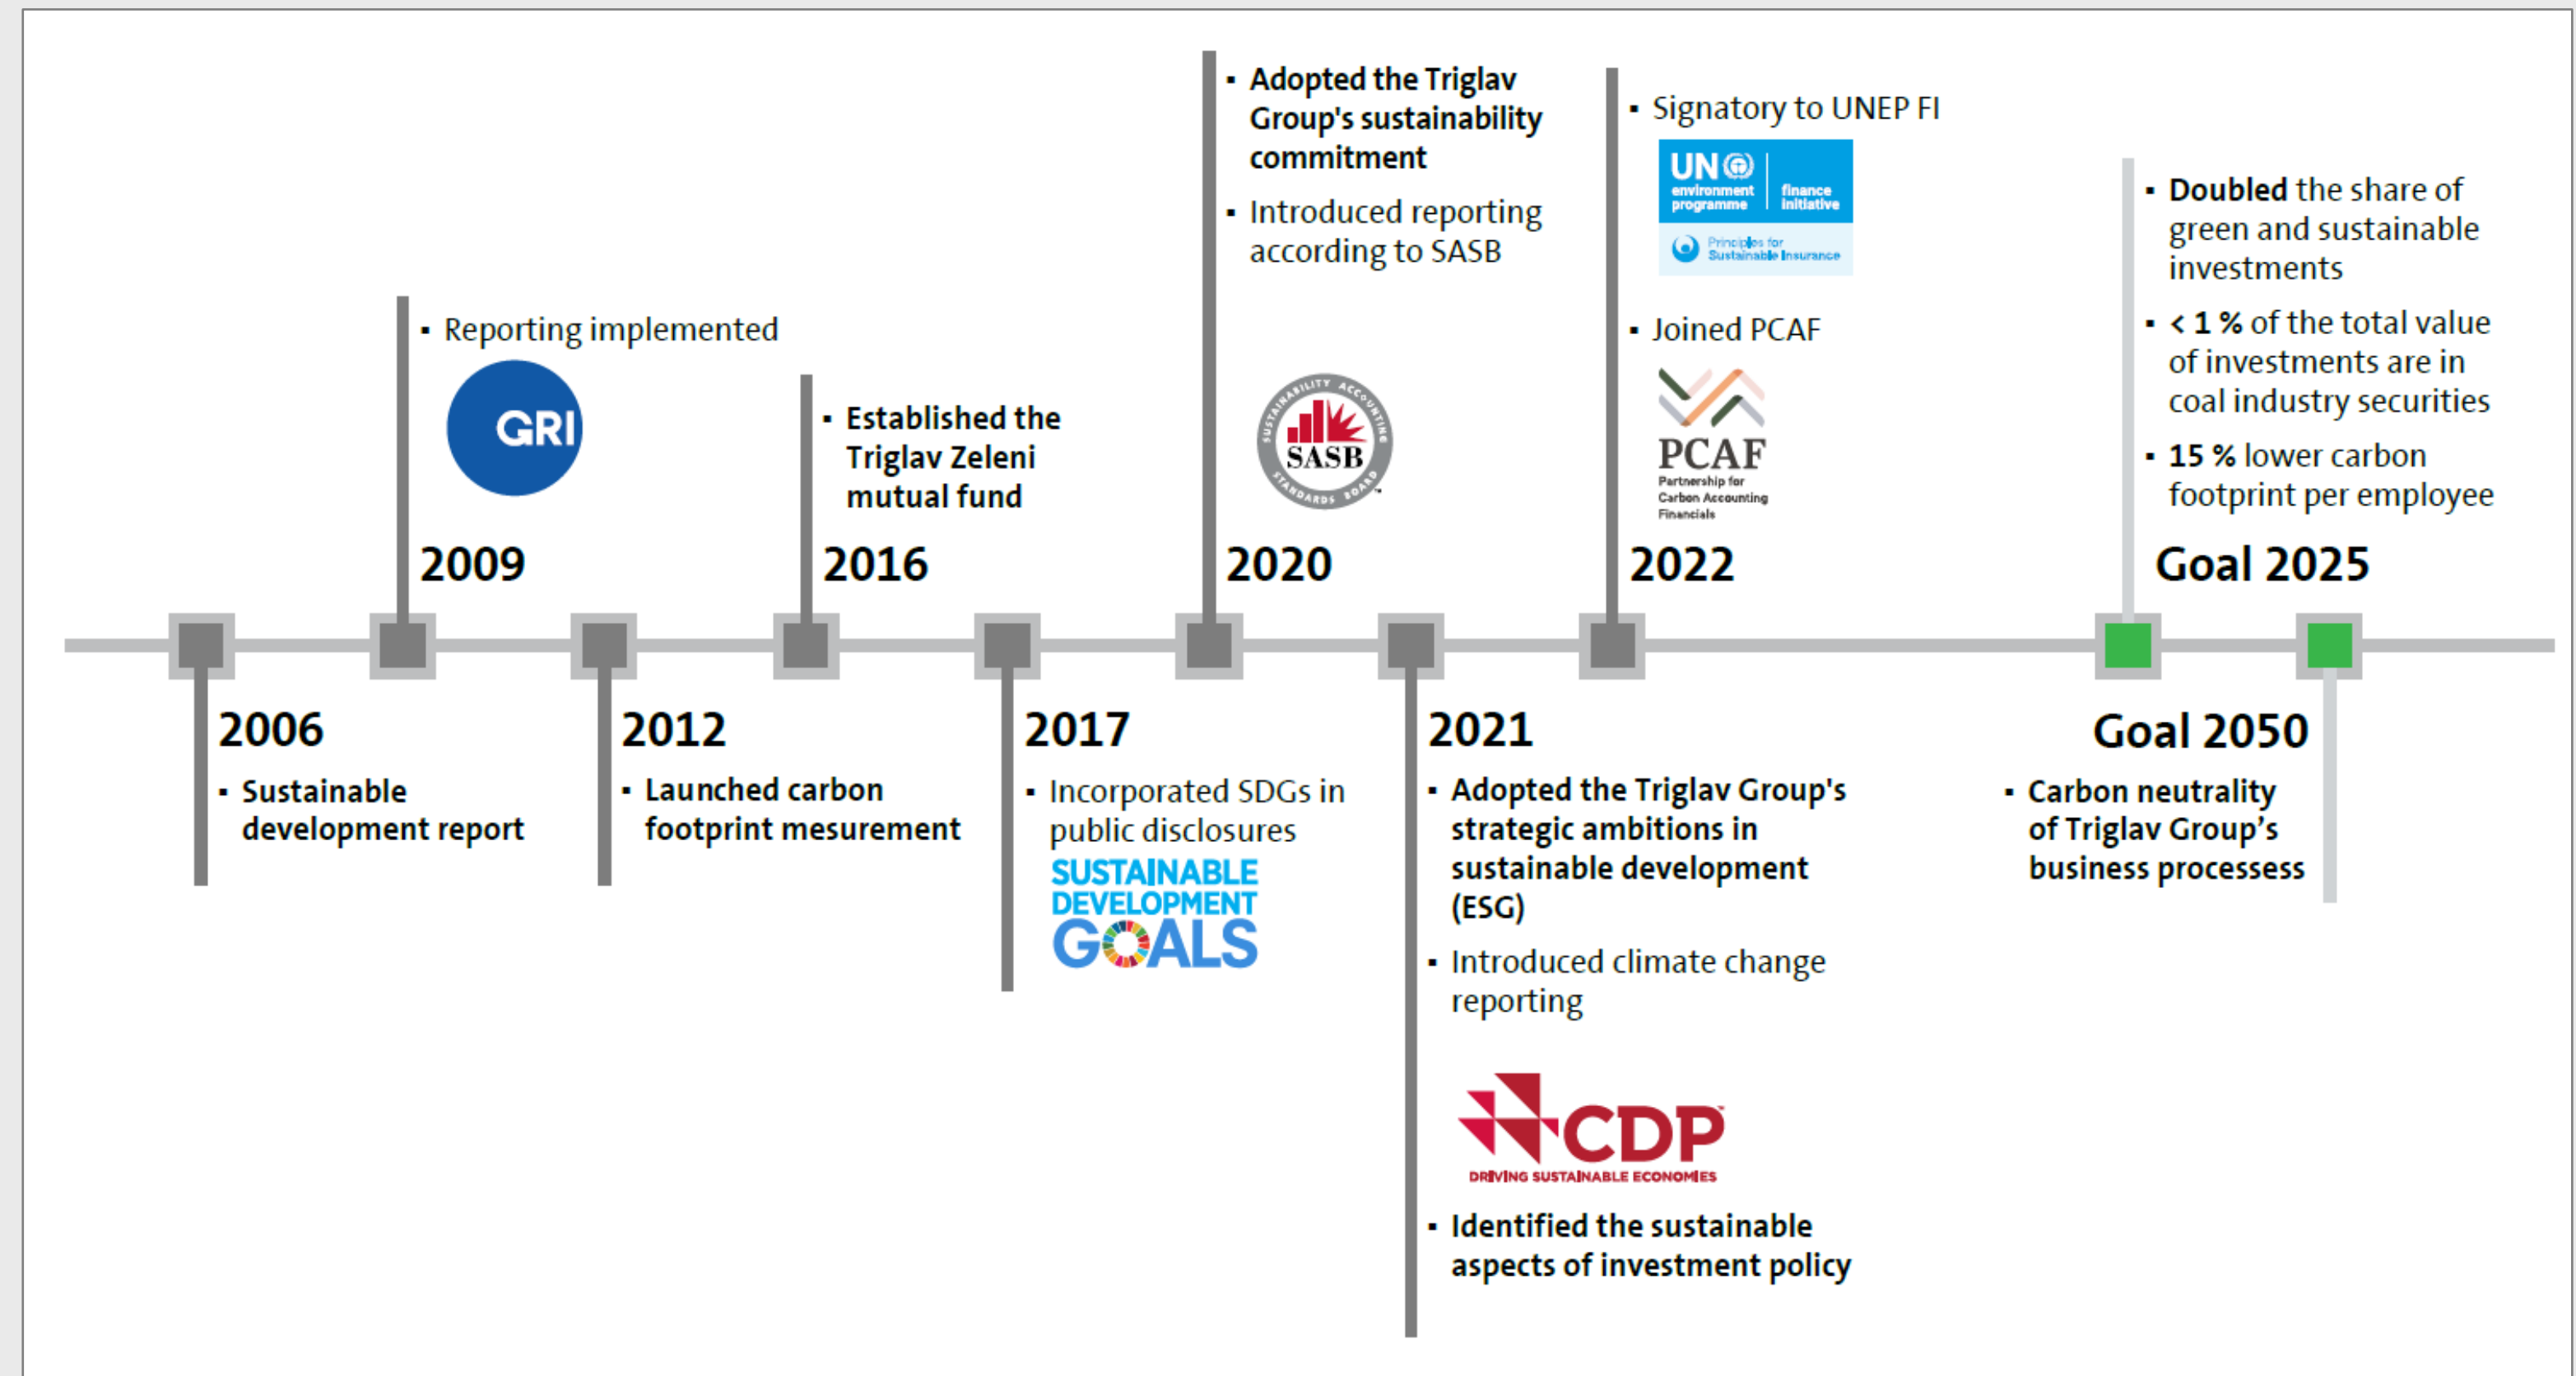 ▪ Reporting implemented
GRI
2009
▪ Established the
Triglav Zeleni
mutual fund
2016
▪ Adopted the Triglav
Group's sustainability
commitment
▪ Introduced reporting
according to SASB
SUSTAINABILITY ACCOUNTING
SASB
STANDARDS BOARD™
2020
▪ Signatory to UNEP FI
UN
environment
programme
finance
initiative
Principles for
Sustainable Insurance
▪ Joined PCAF
PCAF
Partnership for
Carbon Accounting
Financials
2022
▪ Doubled the share of
green and sustainable
investments
▪ < 1 % of the total value
of investments are in
coal industry securities
▪ 15 % lower carbon
footprint per employee
Goal 2025
2006
▪ Sustainable
development report
2012
▪ Launched carbon
footprint mesurement
2017
▪ Incorporated SDGs in
public disclosures
SUSTAINABLE
DEVELOPMENT
GOALS
2021
▪ Adopted the Triglav Group's
strategic ambitions in
sustainable development
(ESG)
▪ Introduced climate change
reporting
CDP
DRIVING SUSTAINABLE ECONOMIES
▪ Identified the sustainable
aspects of investment policy
Goal 2050
▪ Carbon neutrality
of Triglav Group’s
business processess